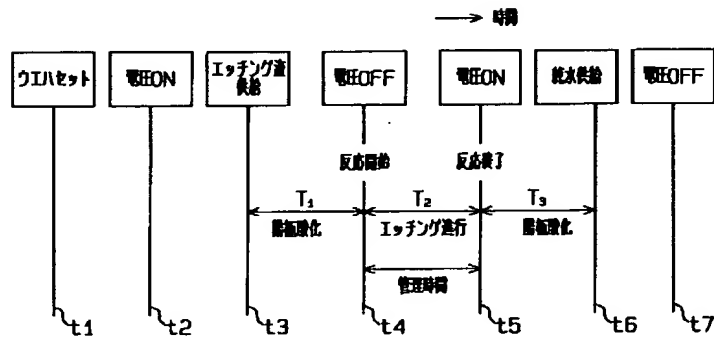 時間
ウエハセット
電圧ON
エッチング液
供給
電圧OFF
電圧ON
純水供給
電圧OFF
反応開始
反応終了
T1
T2
T3
陽極酸化
エッチング進行
陽極酸化
管理時間
t1
t2
t3
t4
t5
t6
t7